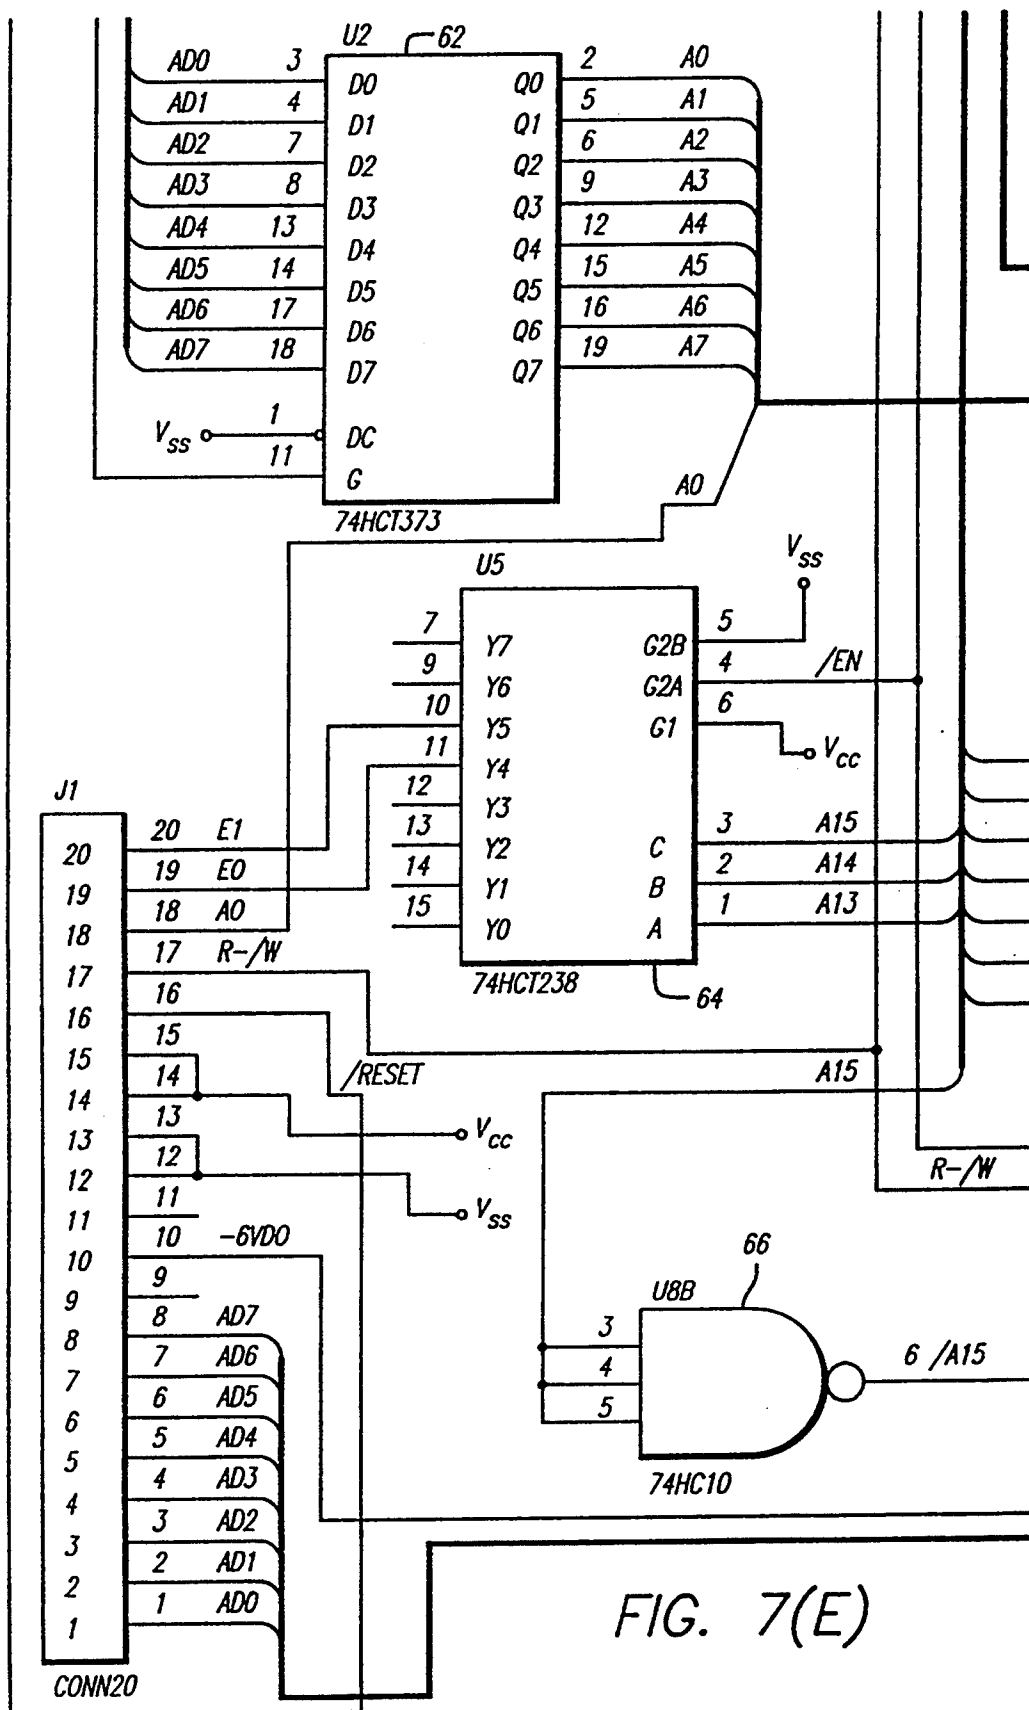 U2 62
AD0 3 D0 Q0 2 A0
AD1 4 D1 Q1 5 A1
AD2 7 D2 Q2 6 A2
AD3 8 D3 Q3 9 A3
AD4 13 D4 Q4 12 A4
AD5 14 D5 Q5 15 A5
AD6 17 D6 Q6 16 A6
AD7 18 D7 Q7 19 A7
Vss 1 DC
11 G
A0
74HCT373
U5
Vss
7 Y7 G2B 5
9 Y6 G2A 4 /EN
10 Y5 G1 6
Vcc
11 Y4
12 Y3
13 Y2 C 3 A15
14 Y1 B 2 A14
15 Y0 A 1 A13
74HCT238
64
J1
20 20 E1
19 19 E0
18 18 A0
17 17 R-/W
16 16
/RESET
15 15
14 14
Vcc
13 13
12 12
Vss
11 11
10 10 -6VDO
9 9
8 8 AD7
7 7 AD6
6 6 AD5
5 5 AD4
4 4 AD3
3 3 AD2
2 2 AD1
1 1 AD0
CONN20
A15
R-/W
66
U8B
3
4
5
6 /A15
74HC10
FIG. 7(E)